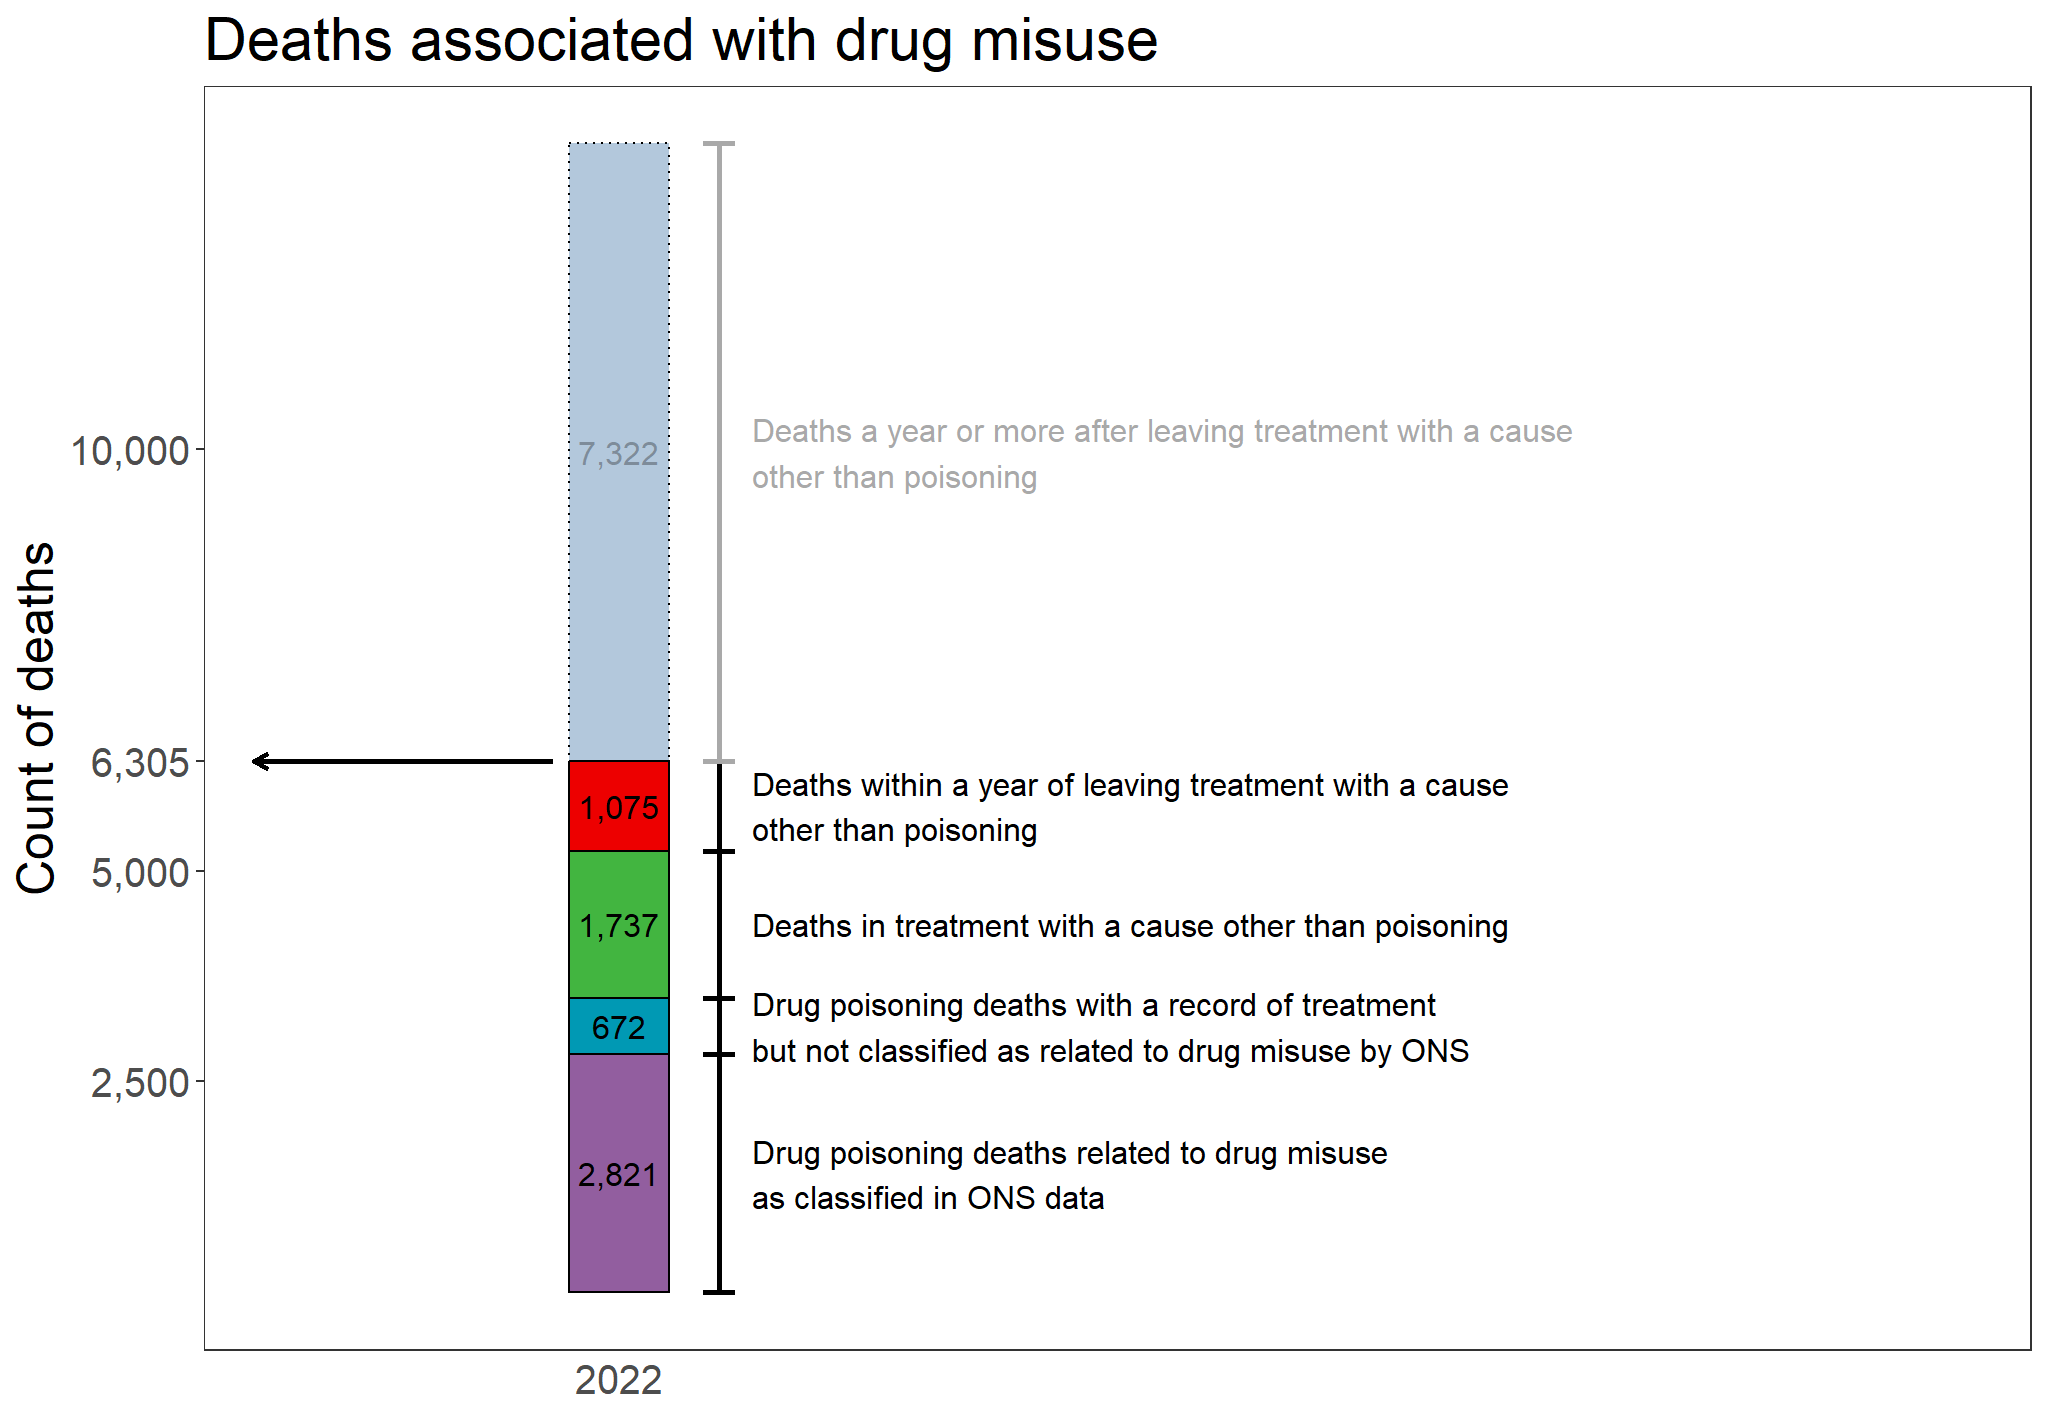 Deaths associated with drug misuse
Count of deaths
10,000
6,305
5,000
2,500
7,322
Deaths a year or more after leaving treatment with a cause
other than poisoning
1,075
Deaths within a year of leaving treatment with a cause
other than poisoning
1,737
Deaths in treatment with a cause other than poisoning
672
Drug poisoning deaths with a record of treatment
but not classified as related to drug misuse by ONS
2,821
Drug poisoning deaths related to drug misuse
as classified in ONS data
2022